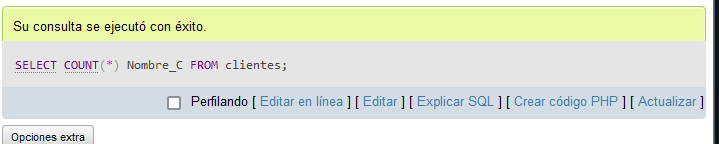 Su consulta se ejecutó con éxito.
SELECT COUNT(*) Nombre_C FROM clientes;
Perfilando [ Editar en línea ] [ Editar ] [ Explicar SQL ] [ Crear código PHP ] [ Actualizar ]
Opciones extra